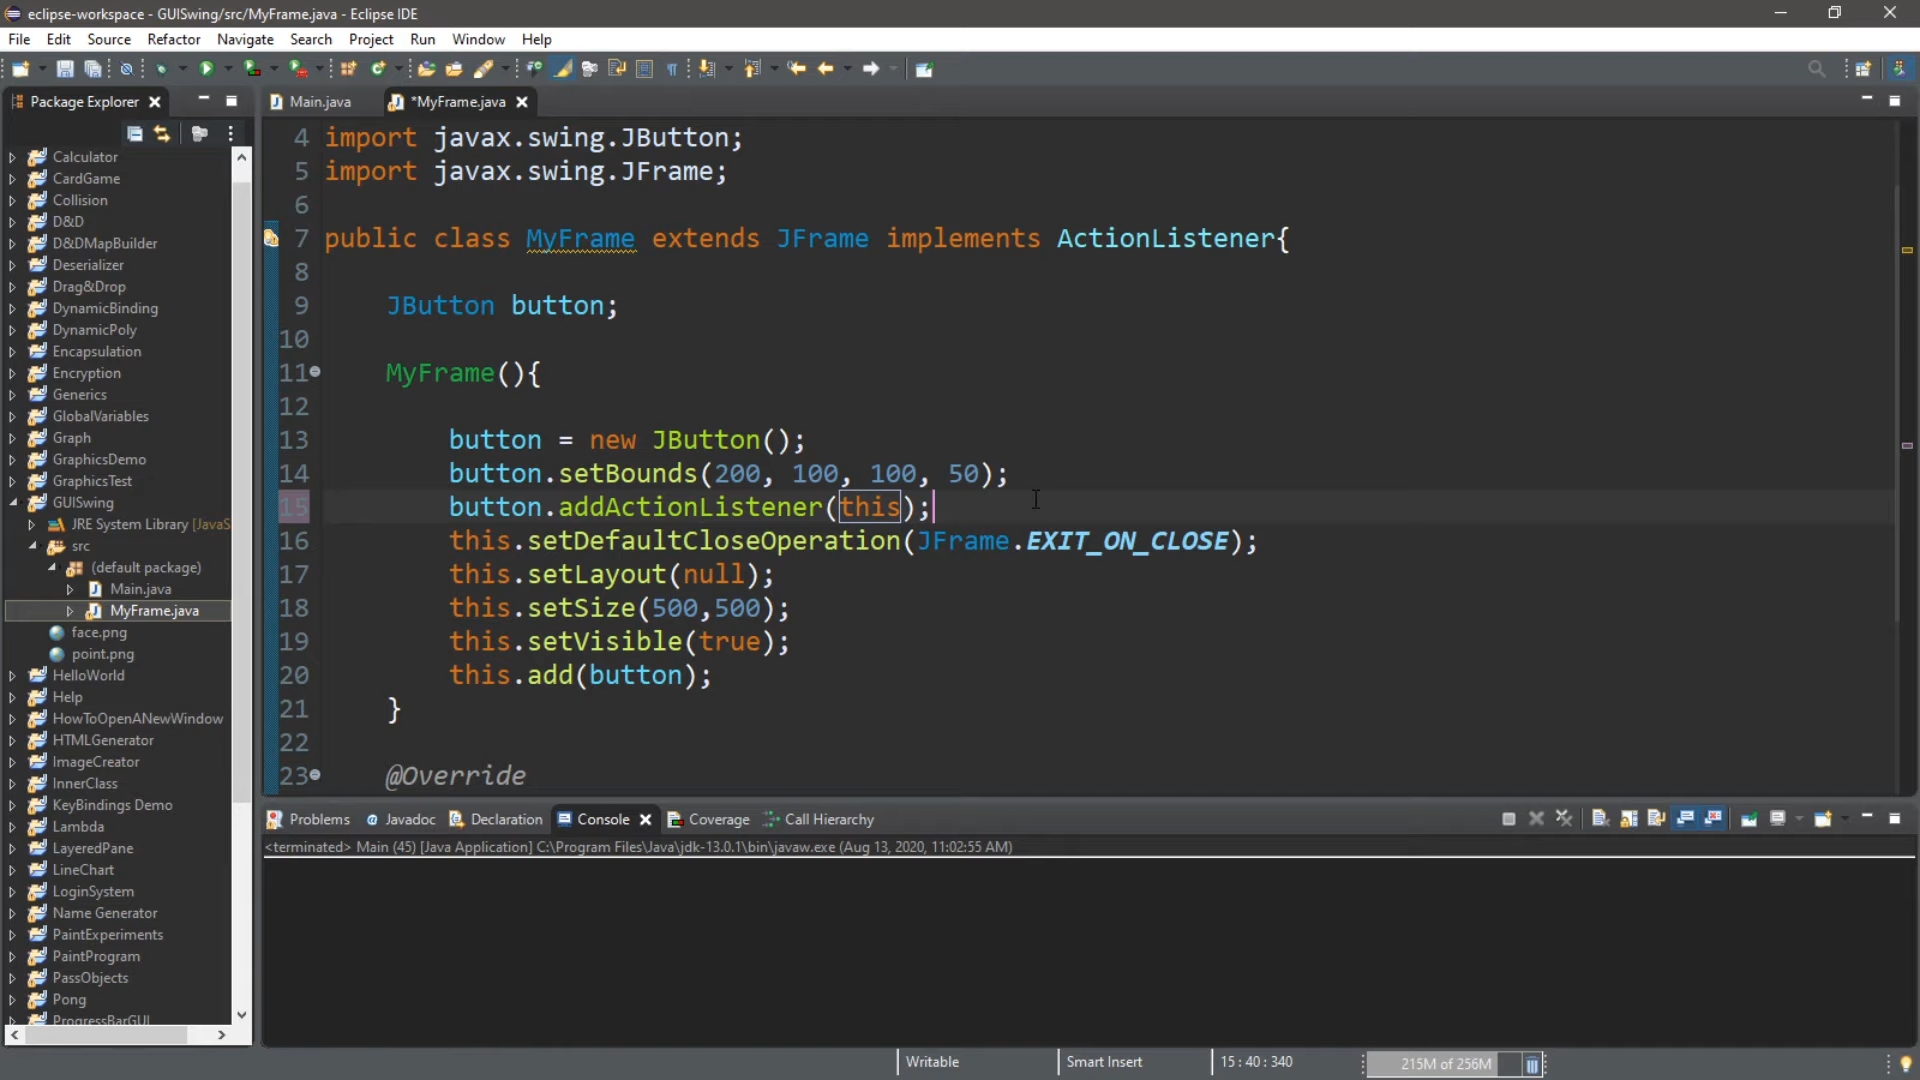 eclipse-workspace - GUISwing/src/MyFrame.java - Eclipse IDE
File Edit Source Refactor Navigate Search Project Run Window Help
Package Explorer
Calculator
CardGame
Collision
D&D
D&DMapBuilder
Deserializer
Drag&Drop
DynamicBinding
DynamicPoly
Encapsulation
Encryption
Generics
GlobalVariables
Graph
GraphicsDemo
GraphicsTest
GUISwing
JRE System Library [JavaS
src
(default package)
Main.java
MyFrame.java
face.png
point.png
HelloWorld
Help
HowToOpenANewWindow
HTMLGenerator
ImageCreator
InnerClass
KeyBindings Demo
Lambda
LayeredPane
LineChart
LoginSystem
Name Generator
PaintExperiments
PaintProgram
PassObjects
Pong
ProgressBarGUI
Main.java *MyFrame.java
4 import javax.swing.JButton;
5 import javax.swing.JFrame;
6
7 public class MyFrame extends JFrame implements ActionListener{
8
9 JButton button;
10
11 MyFrame(){
12
13 button = new JButton();
14 button.setBounds(200, 100, 100, 50);
15 button.addActionListener(this);
16 this.setDefaultCloseOperation(JFrame.EXIT_ON_CLOSE);
17 this.setLayout(null);
18 this.setSize(500,500);
19 this.setVisible(true);
20 this.add(button);
21 }
22
23 @Override
Problems @ Javadoc Declaration Console Coverage Call Hierarchy
<terminated> Main (45) [Java Application] C:\Program Files\Java\jdk-13.0.1\bin\javaw.exe (Aug 13, 2020, 11:02:55 AM)
Writable Smart Insert 15 : 40 : 340 215M of 256M